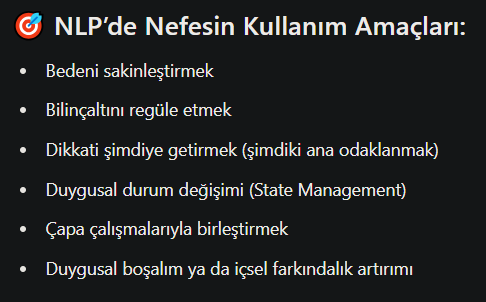 🎯 NLP’de Nefesin Kullanım Amaçları:
• Bedeni sakinleştirmek
• Bilinçaltını regüle etmek
• Dikkati şimdiye getirmek (şimdiki ana odaklanmak)
• Duygusal durum değişimi (State Management)
• Çapa çalışmalarıyla birleştirmek
• Duygusal boşalım ya da içsel farkındalık artırımı